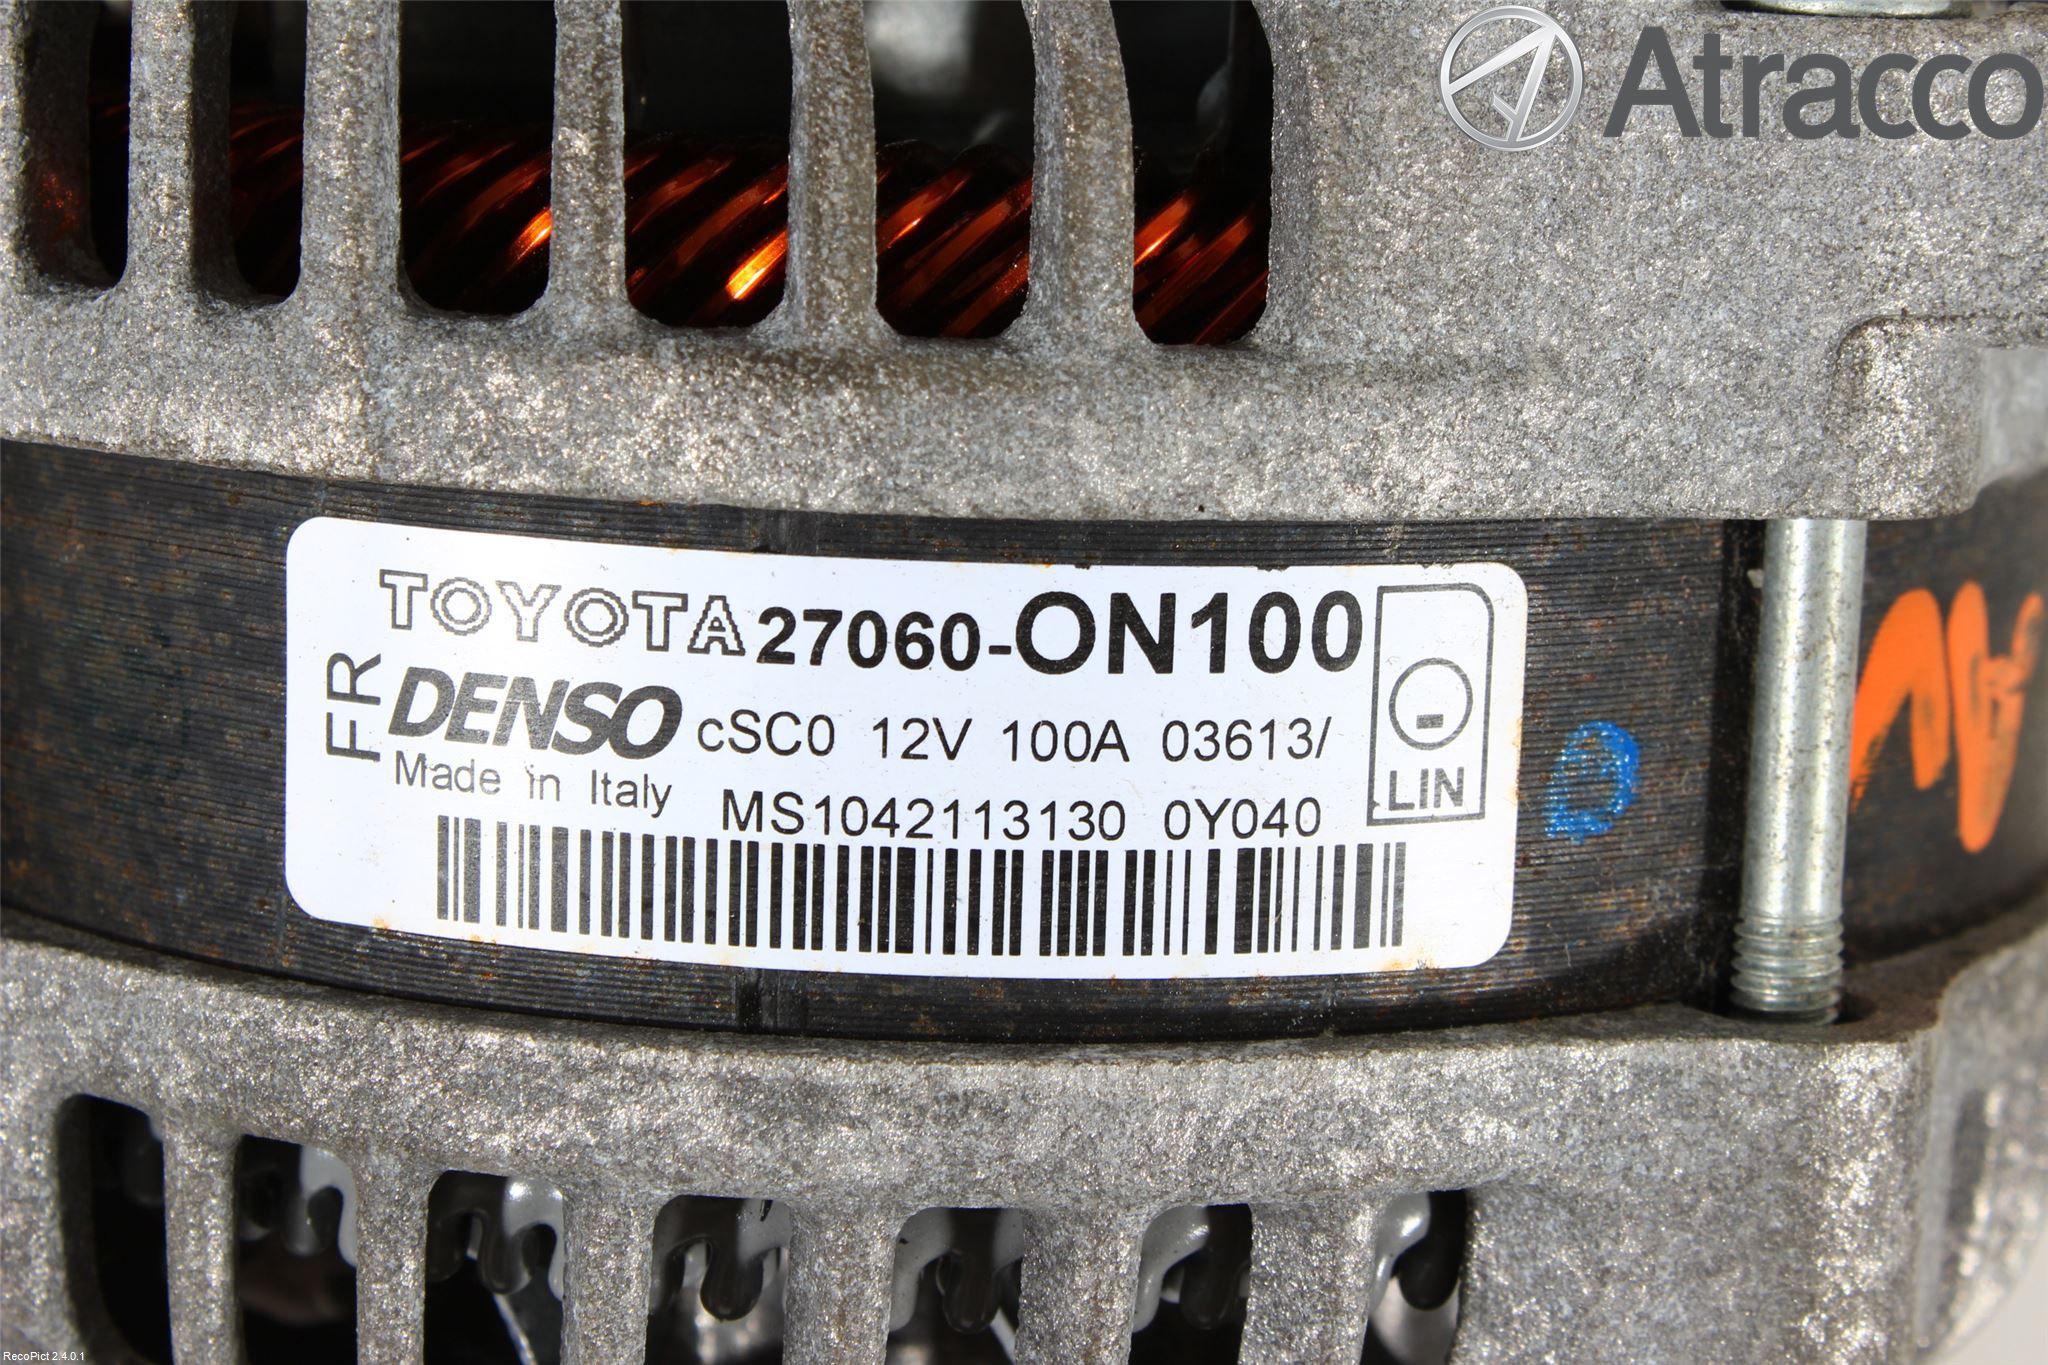 Atracco
TOYOTA 27060-0N100
FR
DENSO cSC0 12V 100A 03613/
Made in Italy MS1042113130 0Y040
LIN
RecoPict 2.4.0.1